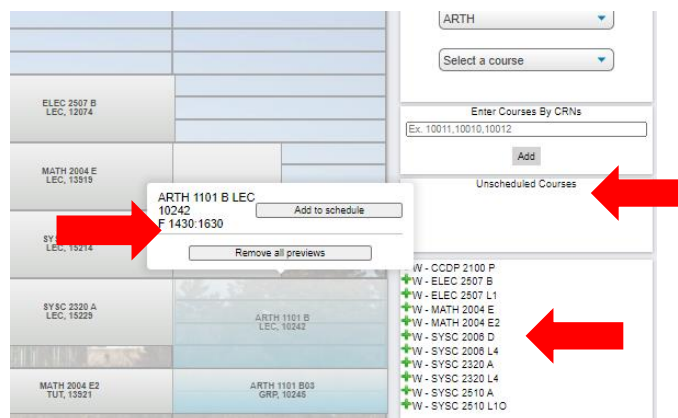 ARTH
Select a course
ELEC 2507 B
LEC, 12074
Enter Courses By CRNs
Ex. 10011,10010,10012
Add
MATH 2004 E
LEC, 13919
Unscheduled Courses
ARTH 1101 B LEC
10242
Add to schedule
F 1430:1630
Remove all previews
SY
LEC, 15214
W - CCDP 2100 P
W - ELEC 2507 B
W - ELEC 2507 L1
W - MATH 2004 E
W - MATH 2004 E2
W - SYSC 2006 D
W - SYSC 2006 L4
W - SYSC 2320 A
W - SYSC 2320 L4
W - SYSC 2510 A
W - SYSC 2510 L1O
SYSC 2320 A
LEC, 15229
ARTH 1101 B
LEC, 10242
MATH 2004 E2
TUT, 13921
ARTH 1101 B03
GRP, 10245